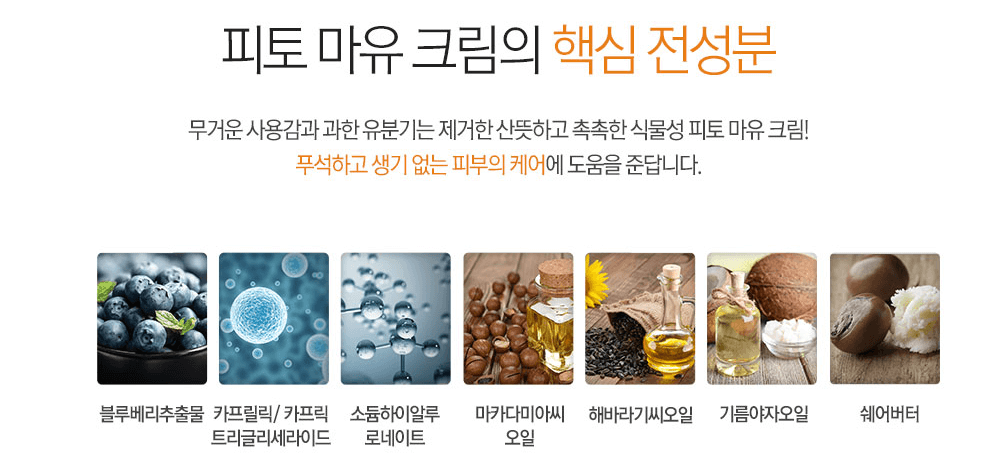 피토 마유 크림의 핵심 전성분
무거운 사용감과 과한 유분기는 제거한 산뜻하고 촉촉한 식물성 피토 마유 크림!
푸석하고 생기 없는 피부의 케어에 도움을 준답니다.
블루베리추출물
카프릴릭/ 카프릭
트리글리세라이드
소듐하이알루
로네이트
마카다미아씨
오일
해바라기씨오일
기름야자오일
쉐어버터